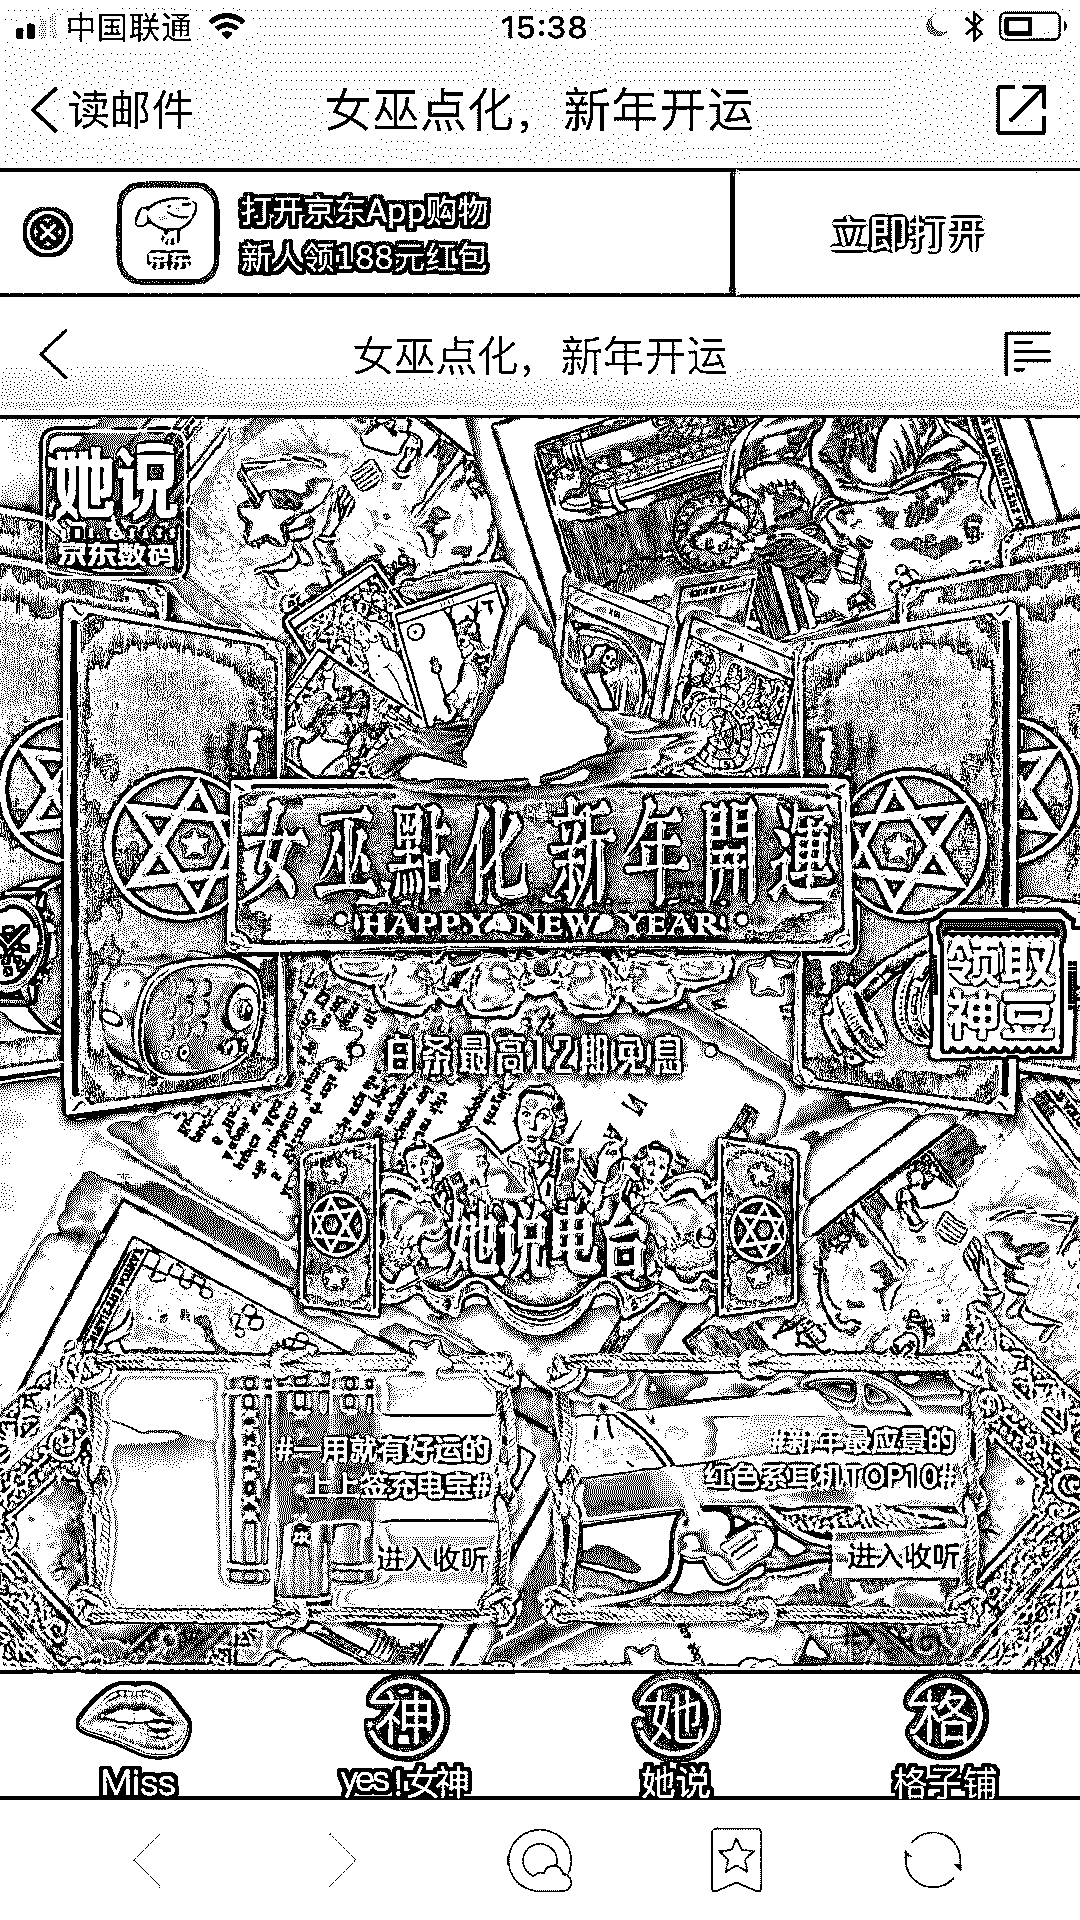 中国联通
15:38
读邮件
女巫点化，新年开运
打开京东App购物
新人领188元红包
立即打开
女巫点化，新年开运
她说
京东数码
女巫點化 新年開運
HAPPY NEW YEAR
领取
神豆
白条最高12期免息
她说电台
#一用就有好运的
上上签充电宝#
进入收听
#新年最应景的
红色系耳机TOP10#
进入收听
神
她
格
Miss
yes!女神
她说
格子铺